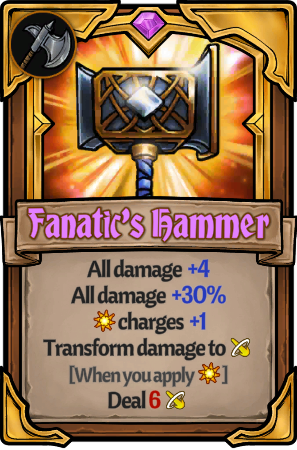 Fanatic's Hammer
All damage +4
All damage +30%
charges +1
Transform damage to
[When you apply ]
Deal 6